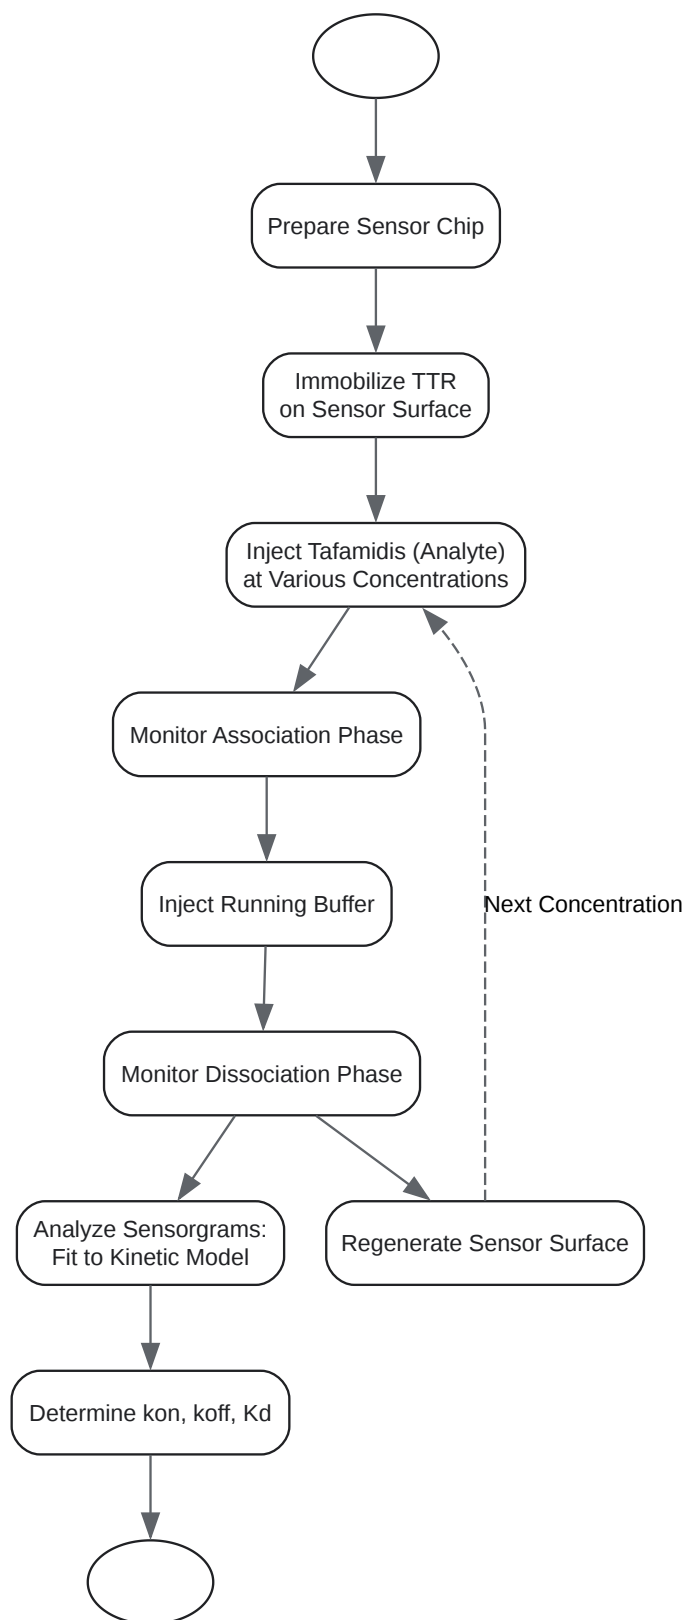 Prepare Sensor Chip
Immobilize TTR
on Sensor Surface
Inject Tafamidis (Analyte)
at Various Concentrations
Monitor Association Phase
Inject Running Buffer
Next Concentration
Monitor Dissociation Phase
Analyze Sensorgrams:
Fit to Kinetic Model
Regenerate Sensor Surface
Determine kon, koff, Kd